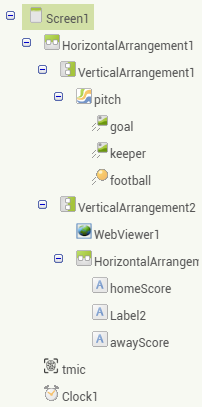 Screen1
HorizontalArrangement1
VerticalArrangement1
pitch
goal
keeper
football
VerticalArrangement2
WebViewer1
HorizontalArrangem
A homeScore
A Label2
A awayScore
tmic
Clock1